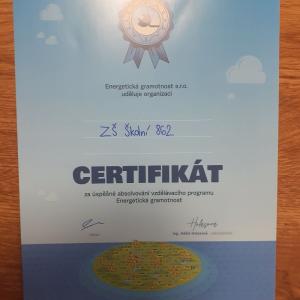 Energetická gramotnost s.r.o.
uděluje organizaci
ZŠ Školní 862
CERTIFIKÁT
za úspěšné absolvování vzdělávacího programu
Energetická gramotnost